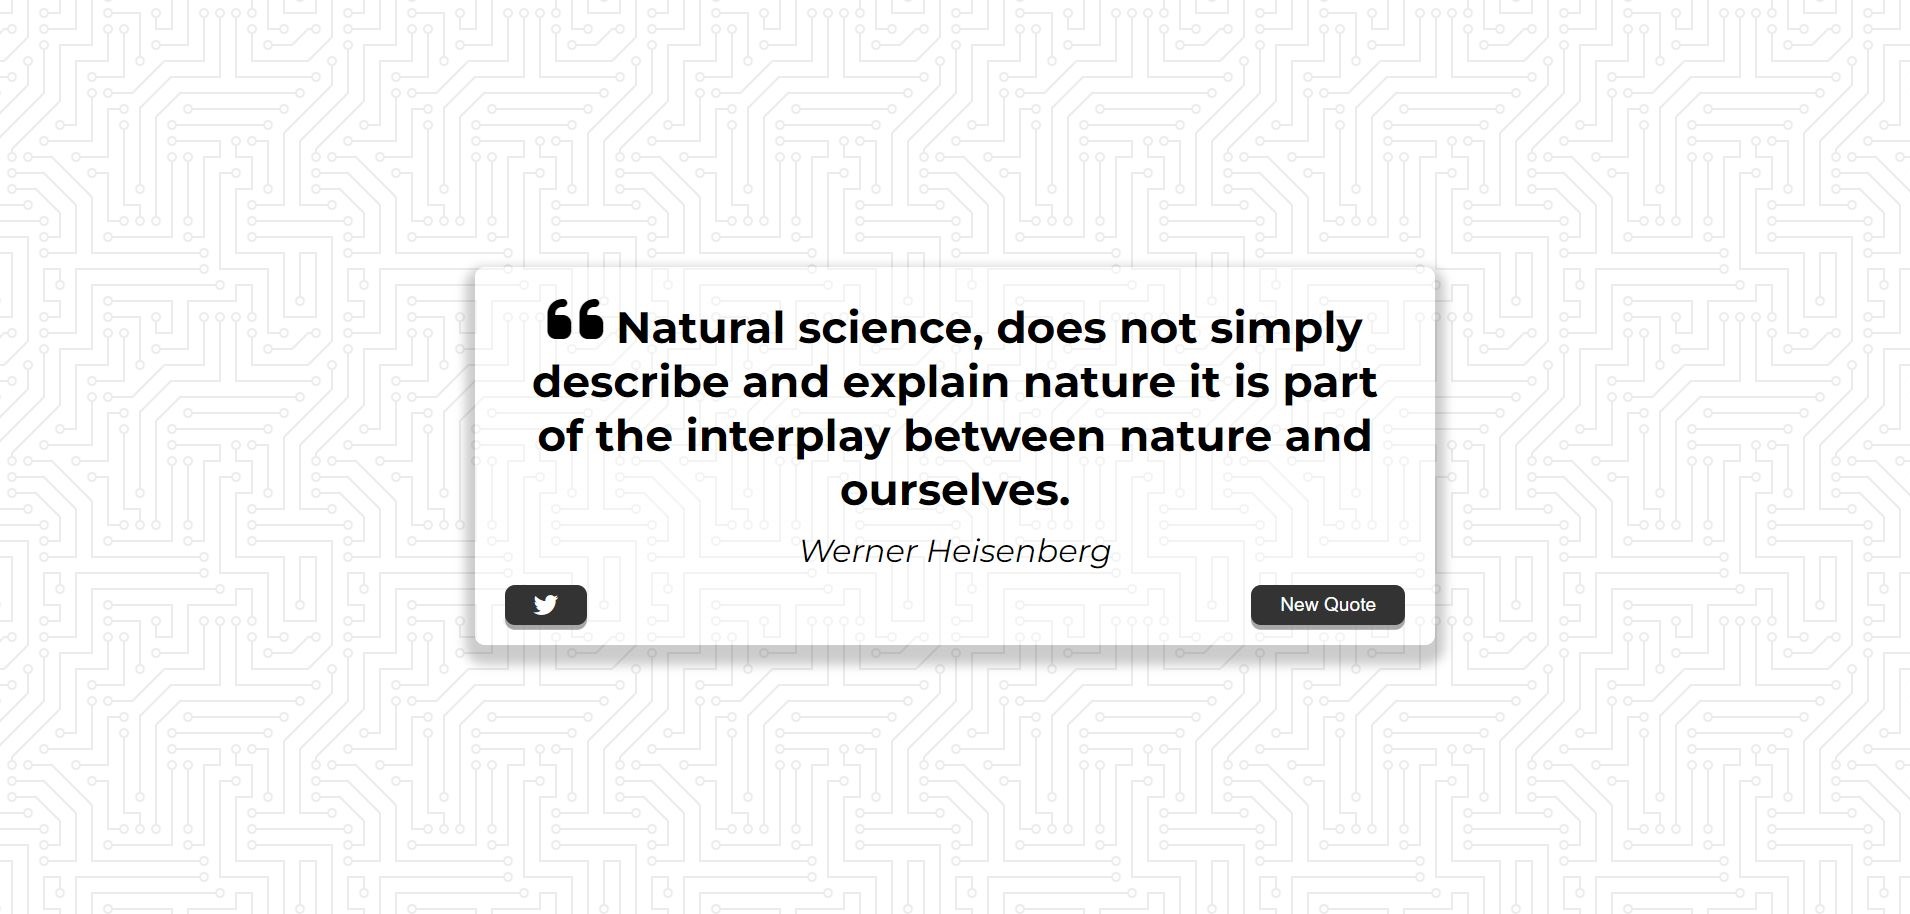 ❝ Natural science, does not simply
describe and explain nature it is part
of the interplay between nature and
ourselves.
Werner Heisenberg
New Quote